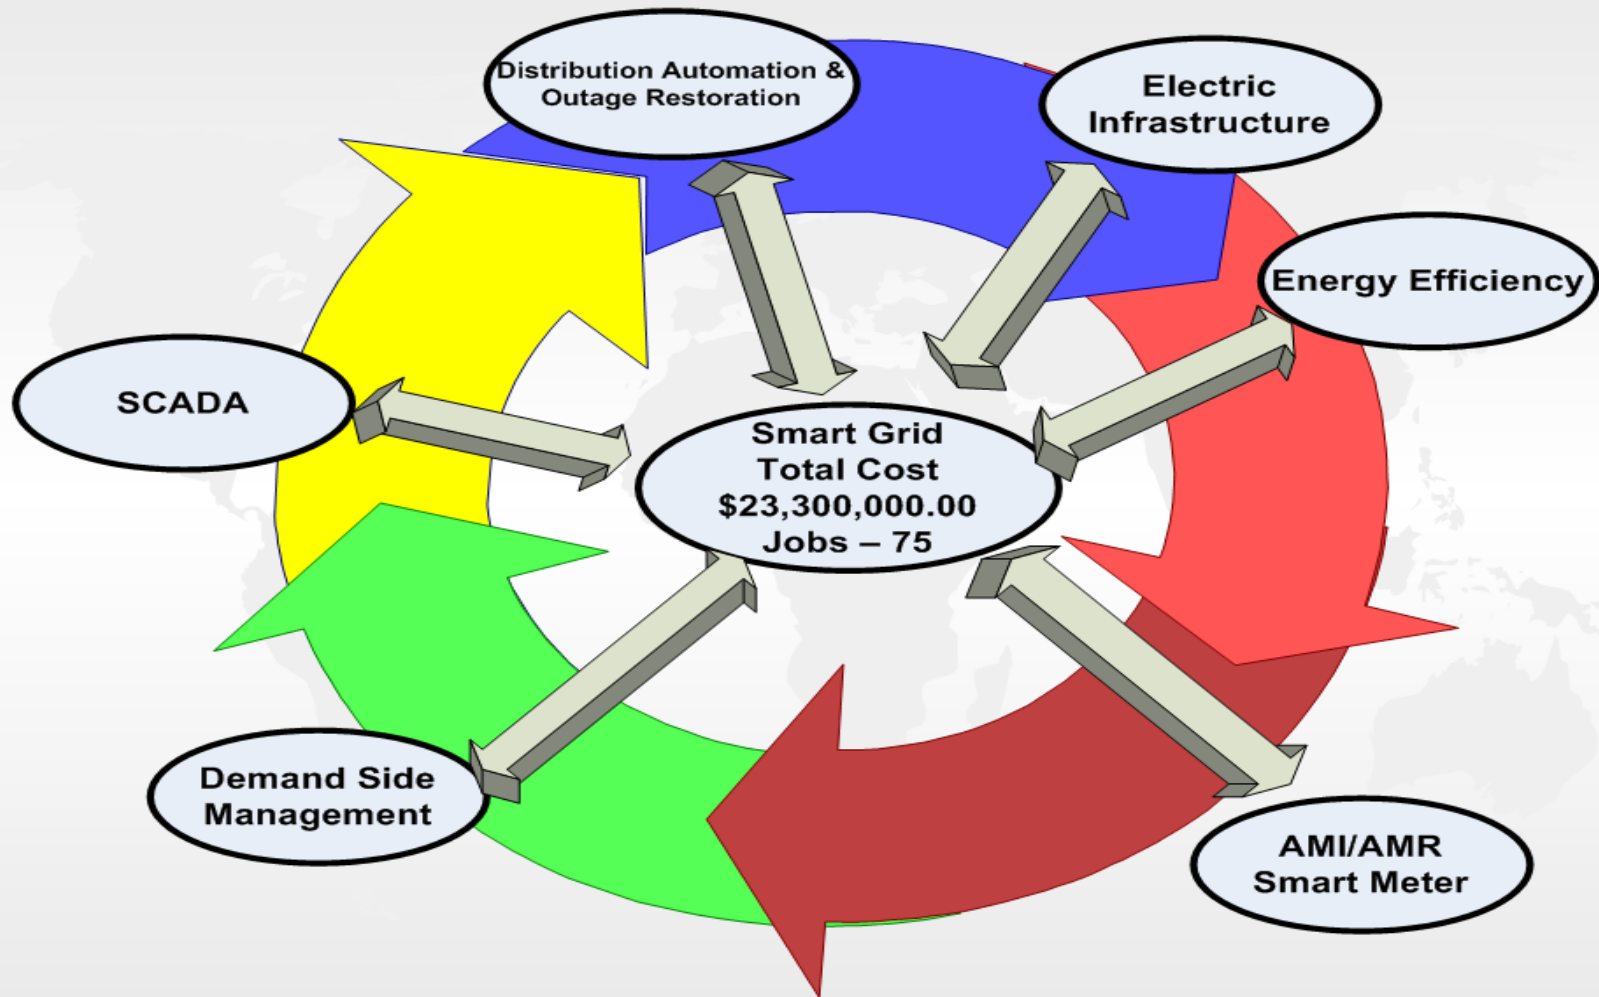 Distribution Automation &
Outage Restoration
Electric
Infrastructure
Energy Efficiency
SCADA
Smart Grid
Total Cost
$23,300,000.00
Jobs – 75
Demand Side
Management
AMI/AMR
Smart Meter